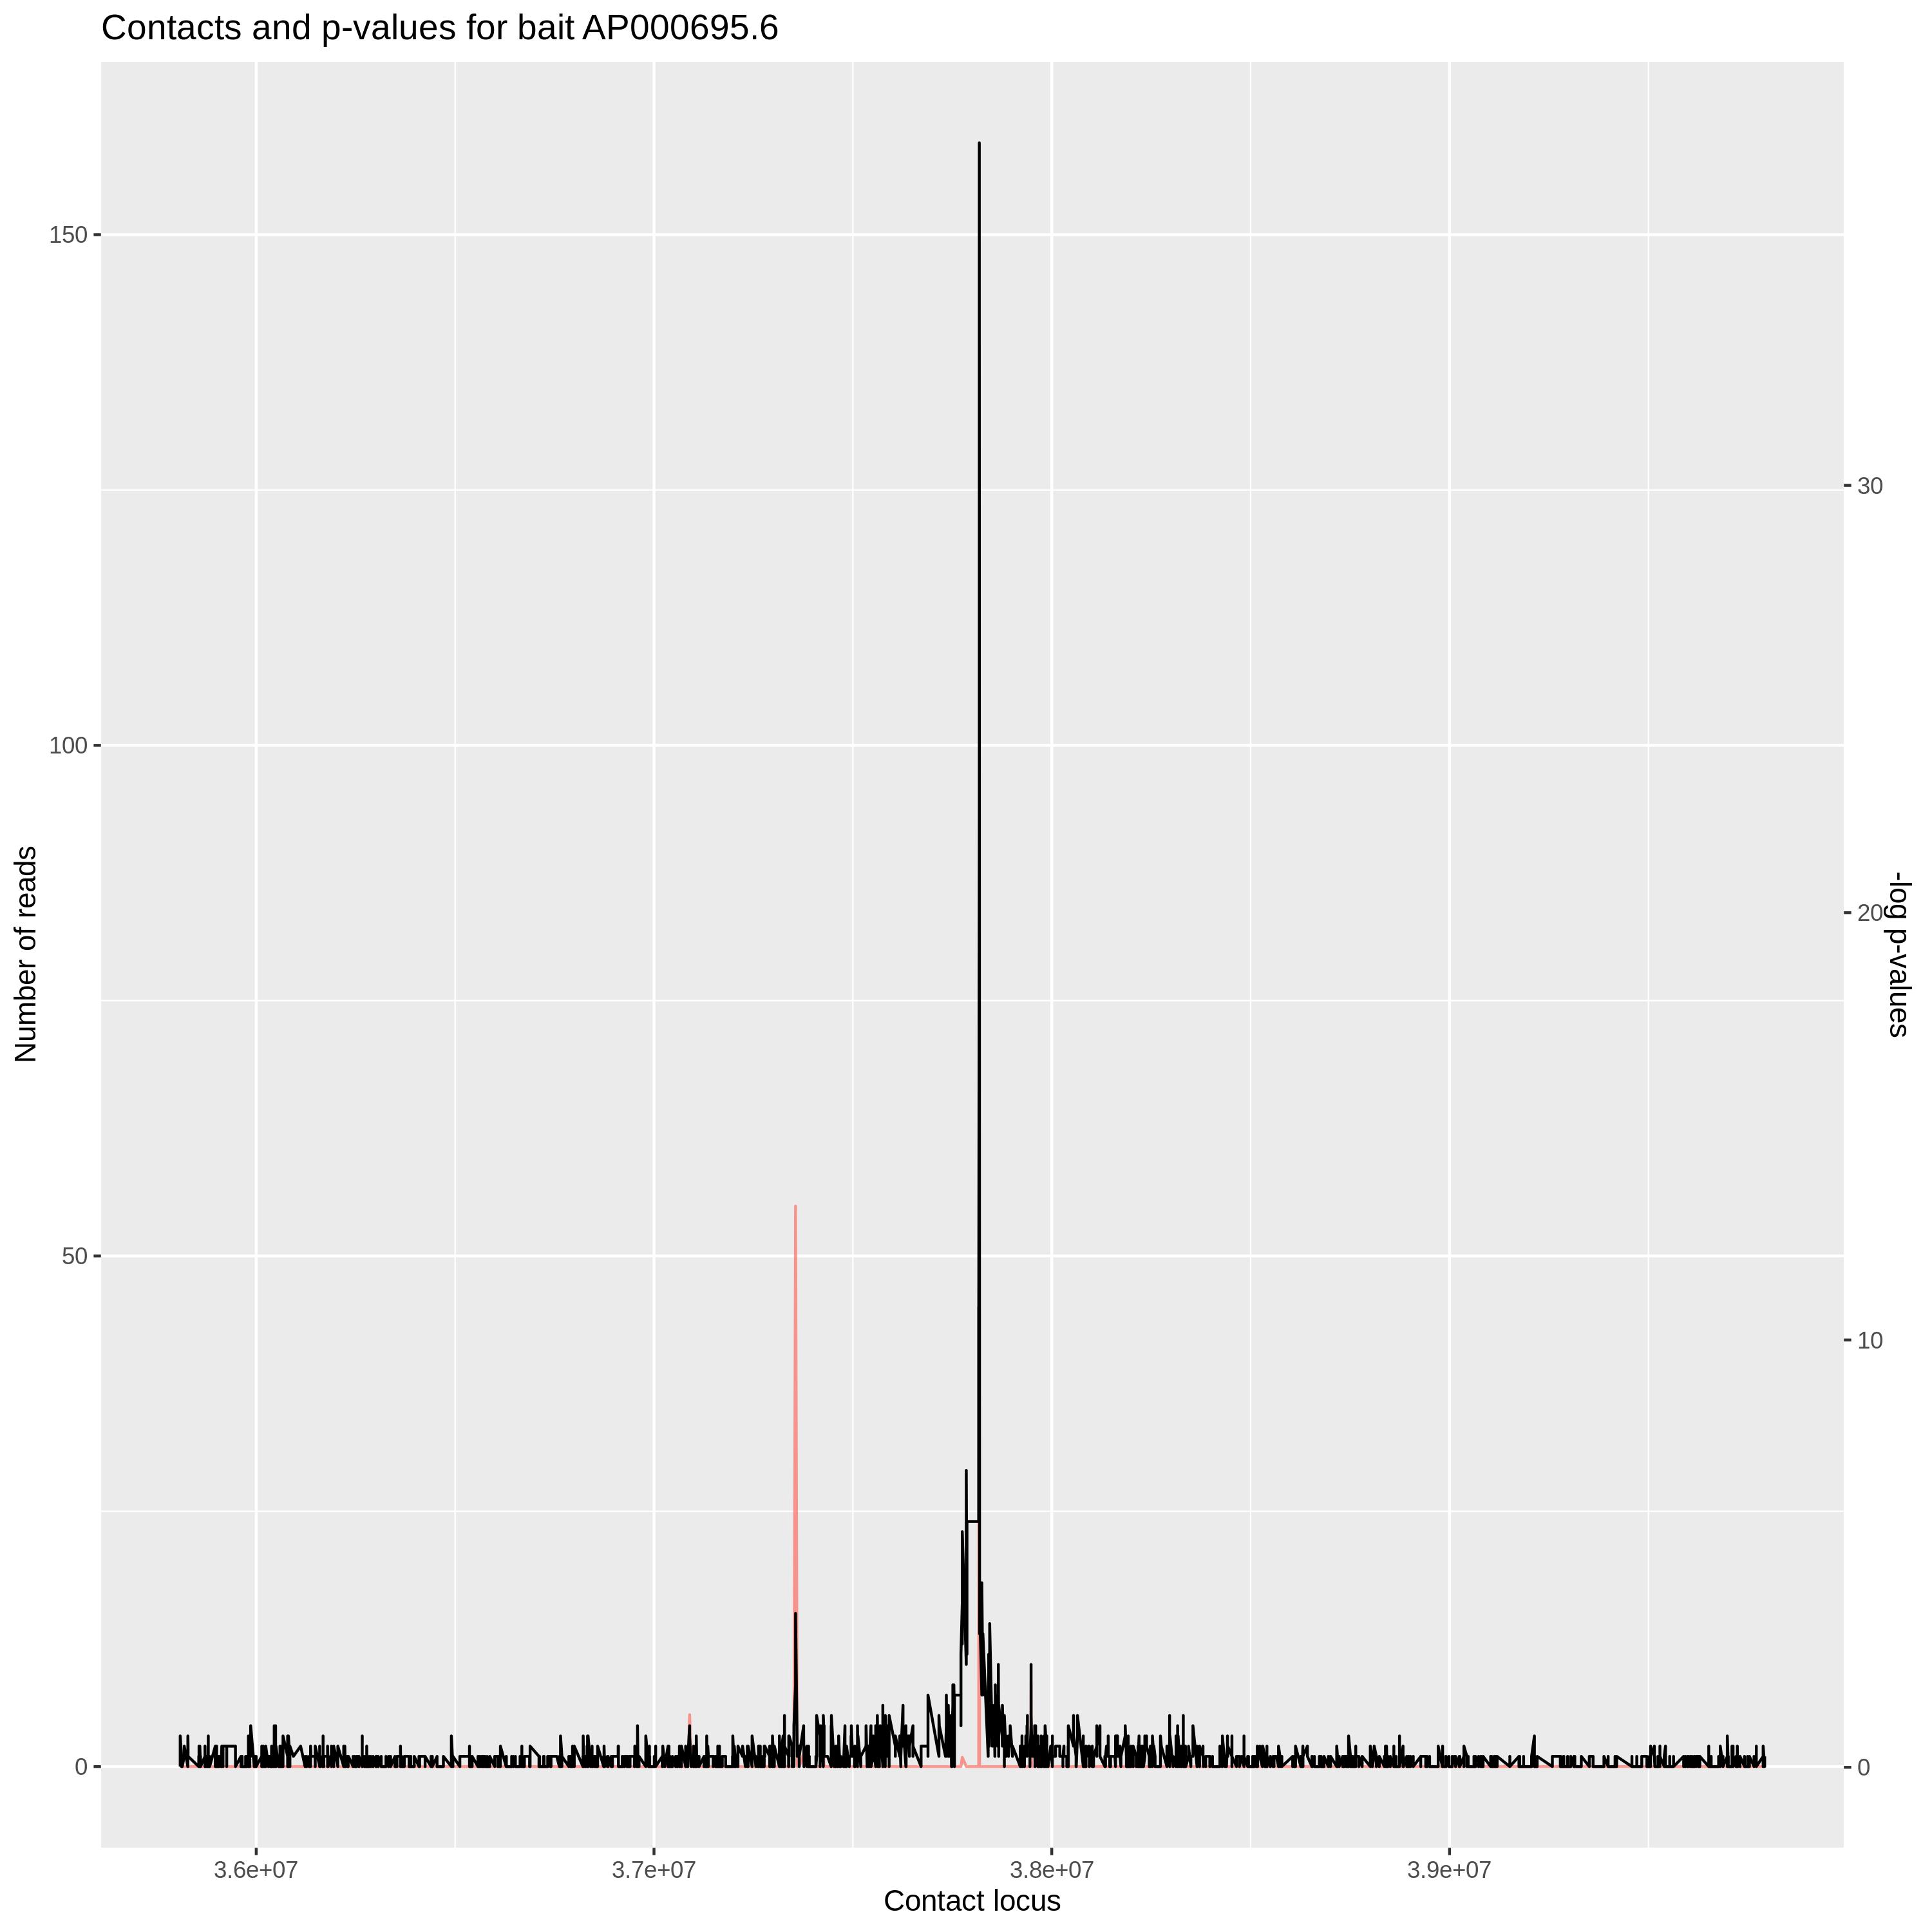 Contacts and p-values for bait AP000695.6
150
100
50
0
Number of reads
30
20
10
0
-log p-values
3.6e+07
3.7e+07
3.8e+07
3.9e+07
Contact locus